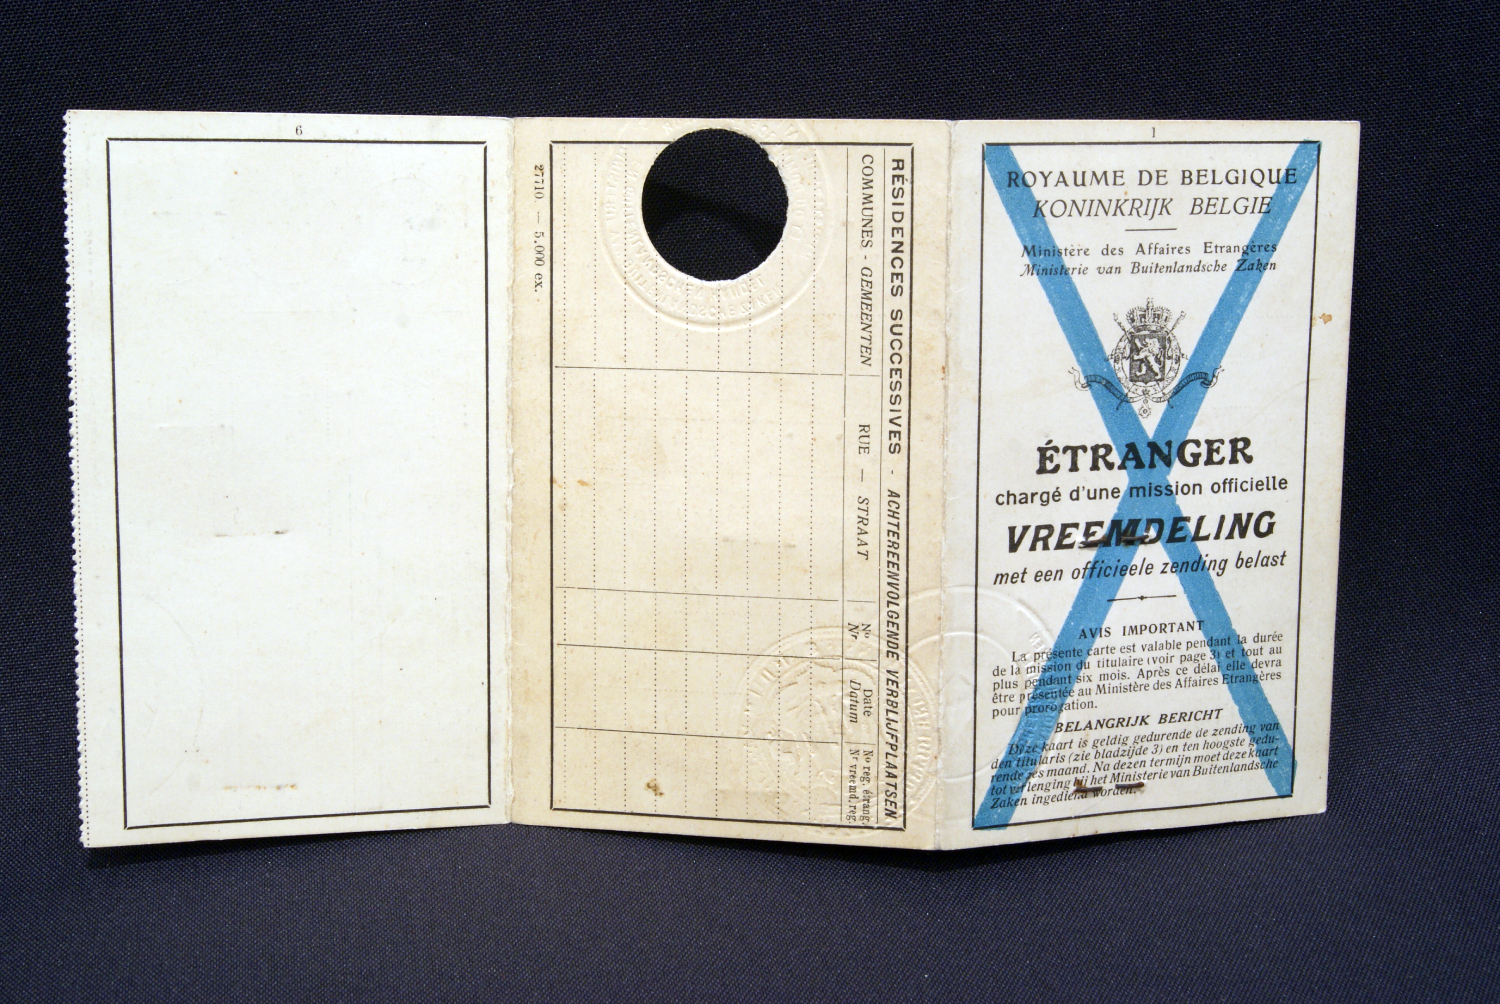 6
27710. — 5.000 ex.
RÉSIDENCES SUCCESSIVES - ACHTEREENVOLGENDE VERBLIJFPLAATSEN
COMMUNES - GEMEENTEN
RUE — STRAAT
No
Nr
Date
Datum
No reg. étrang.
Nr vreemd. reg.
1
ROYAUME DE BELGIQUE
KONINKRIJK BELGIE
Ministère des Affaires Etrangères
Ministerie van Buitenlandsche Zaken
ÉTRANGER
chargé d'une mission officielle
VREEMDELING
met een officieele zending belast
AVIS IMPORTANT
La présente carte est valable pendant la durée
de la mission du titulaire (voir page 3) et tout au
plus pendant six mois. Après ce délai elle devra
être présentée au Ministère des Affaires Etrangères
pour prorogation.
BELANGRIJK BERICHT
Deze kaart is geldig gedurende de zending van
den titularis (zie bladzijde 3) en ten hoogste gedu-
rende zes maand. Na dezen termijn moet deze kaart
tot verlenging bij het Ministerie van Buitenlandsche
Zaken ingediend worden.